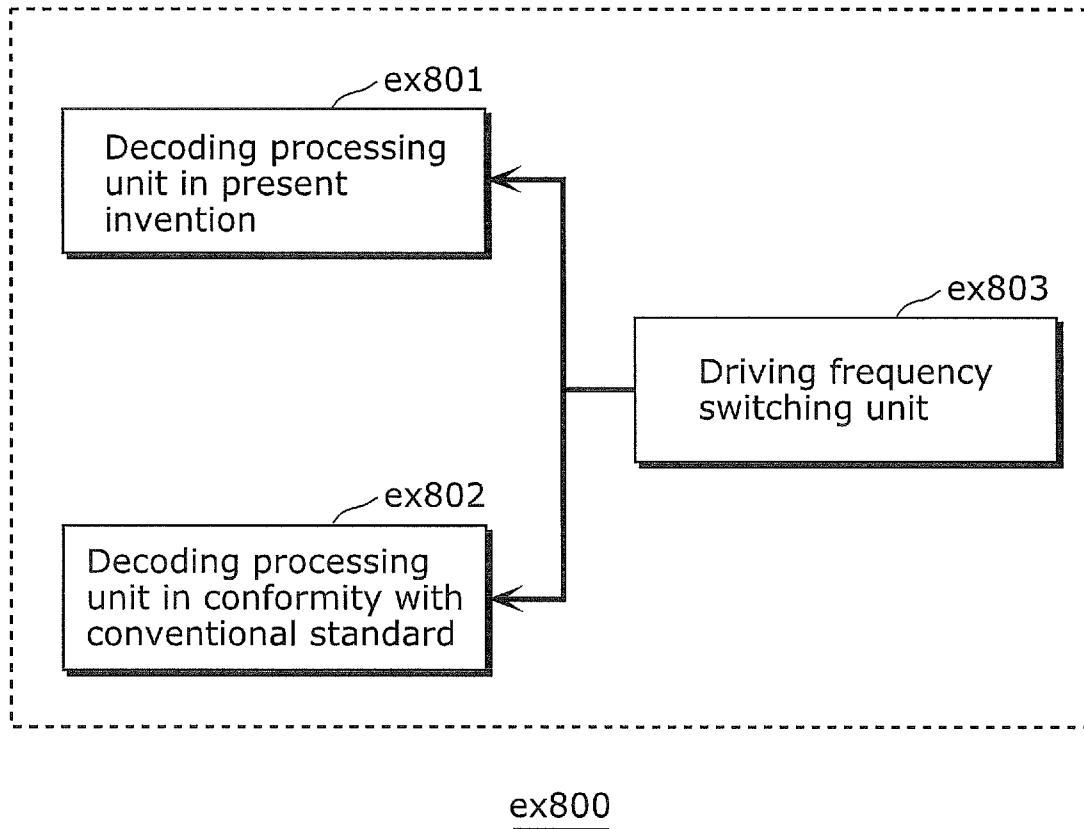 ex801
Decoding processing
unit in present
invention
ex803
Driving frequency
switching unit
ex802
Decoding processing
unit in conformity with
conventional standard
ex800